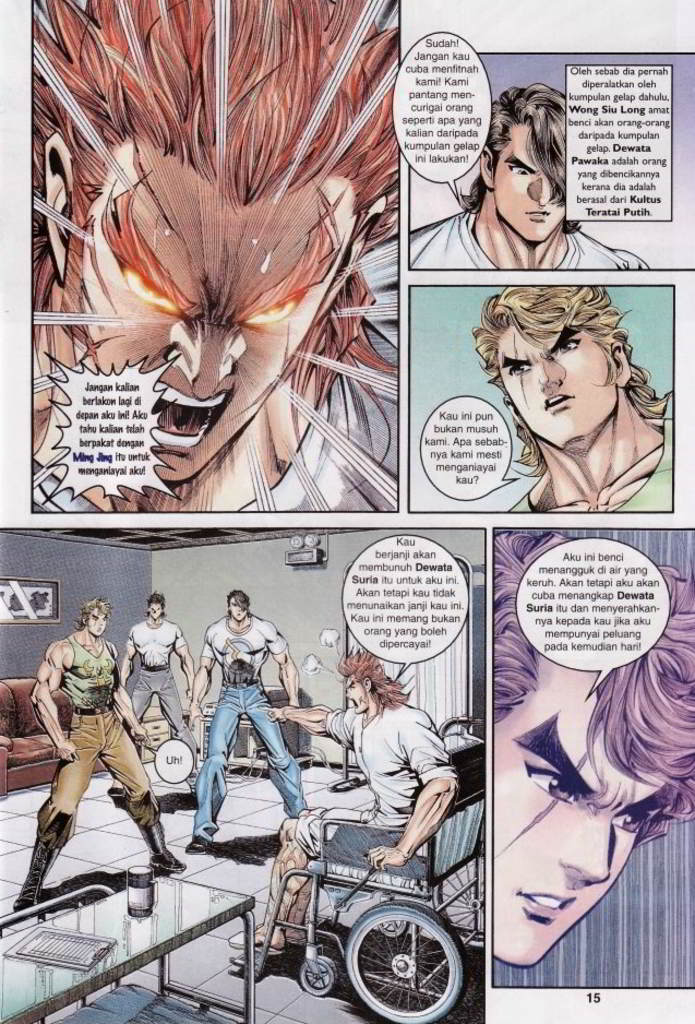 Jangan kalian
berlakon lagi di
depan aku ini! Aku
tahu kalian telah
berpakat dengan
Ming Jing itu untuk
menganiayai aku!
Sudah!
Jangan kau
cuba menfitnah
kami! Kami
pantang men-
curigai orang
seperti apa yang
kalian daripada
kumpulan gelap
ini lakukan!
Oleh sebab dia pernah
diperalatkan oleh
kumpulan gelap dahulu,
Wong Siu Long amat
benci akan orang-orang
daripada kumpulan
gelap. Dewata
Pawaka adalah orang
yang dibencikannya
kerana dia adalah
berasal dari Kultus
Teratai Putih.
Kau ini pun
bukan musuh
kami. Apa sebab-
nya kami mesti
menganiayai
kau?
Kau
berjanji akan
membunuh Dewata
Suria itu untuk aku ini.
Akan tetapi kau tidak
menunaikan janji kau ini.
Kau ini memang bukan
orang yang boleh
dipercayai!
Uh!
Aku ini benci
menangguk di air yang
keruh. Akan tetapi aku akan
cuba menangkap Dewata
Suria itu dan menyerahkan-
nya kepada kau jika aku
mempunyai peluang
pada kemudian hari!
15